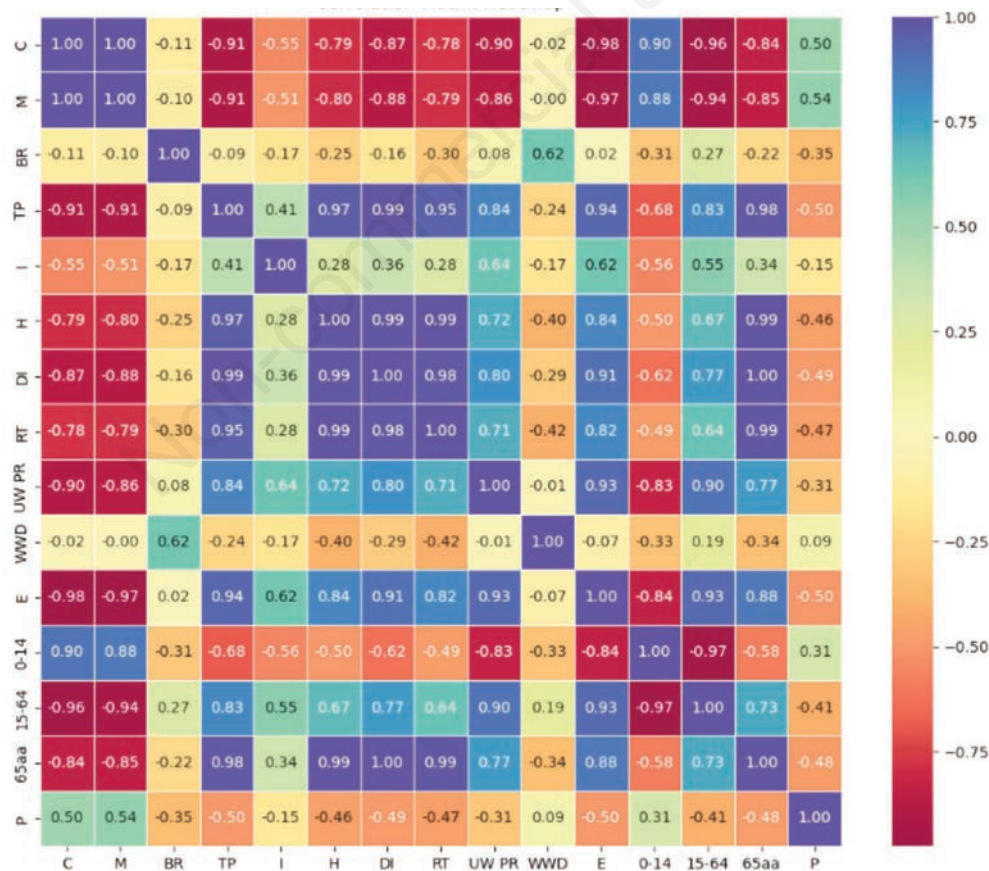 C 1.00 1.00 -0.11 -0.91 -0.55 -0.79 -0.87 -0.78 -0.90 -0.02 -0.98 0.90 -0.96 -0.84 0.50
M 1.00 1.00 -0.10 -0.91 -0.51 -0.80 -0.88 -0.79 -0.86 -0.00 -0.97 0.88 -0.94 -0.85 0.54
BR -0.11 -0.10 1.00 -0.09 -0.17 -0.25 -0.16 -0.30 0.08 0.62 0.02 -0.31 0.27 -0.22 -0.35
TP -0.91 -0.91 -0.09 1.00 0.41 0.97 0.99 0.95 0.84 -0.24 0.94 -0.68 0.83 0.98 -0.50
I -0.55 -0.51 -0.17 0.41 1.00 0.28 0.36 0.28 0.64 -0.17 0.62 -0.56 0.55 0.34 -0.15
H -0.79 -0.80 -0.25 0.97 0.28 1.00 0.99 0.99 0.72 -0.40 0.84 -0.50 0.67 0.99 -0.46
DI -0.87 -0.88 -0.16 0.99 0.36 0.99 1.00 0.98 0.80 -0.29 0.91 -0.62 0.77 1.00 -0.49
RT -0.78 -0.79 -0.30 0.95 0.28 0.99 0.98 1.00 0.71 -0.42 0.82 -0.49 0.64 0.99 -0.47
UW PR -0.90 -0.86 0.08 0.84 0.64 0.72 0.80 0.71 1.00 -0.01 0.93 -0.83 0.90 0.77 -0.31
WWD -0.02 -0.00 0.62 -0.24 -0.17 -0.40 -0.29 -0.42 -0.01 1.00 -0.07 -0.33 0.19 -0.34 0.09
E -0.98 -0.97 0.02 0.94 0.62 0.84 0.91 0.82 0.93 -0.07 1.00 -0.84 0.93 0.88 -0.50
0-14 0.90 0.88 -0.31 -0.68 -0.56 -0.50 -0.62 -0.49 -0.83 -0.33 -0.84 1.00 -0.97 -0.58 0.31
15-64 -0.96 -0.94 0.27 0.83 0.55 0.67 0.77 0.64 0.90 0.19 0.93 -0.97 1.00 0.73 -0.41
65aa -0.84 -0.85 -0.22 0.98 0.34 0.99 1.00 0.99 0.77 -0.34 0.88 -0.58 0.73 1.00 -0.48
P 0.50 0.54 -0.35 -0.50 -0.15 -0.46 -0.49 -0.47 -0.31 0.09 -0.50 0.31 -0.41 -0.48 1.00
C M BR TP I H DI RT UW PR WWD E 0-14 15-64 65aa P
1.00
0.75
0.50
0.25
0.00
-0.25
-0.50
-0.75
Non-commercial